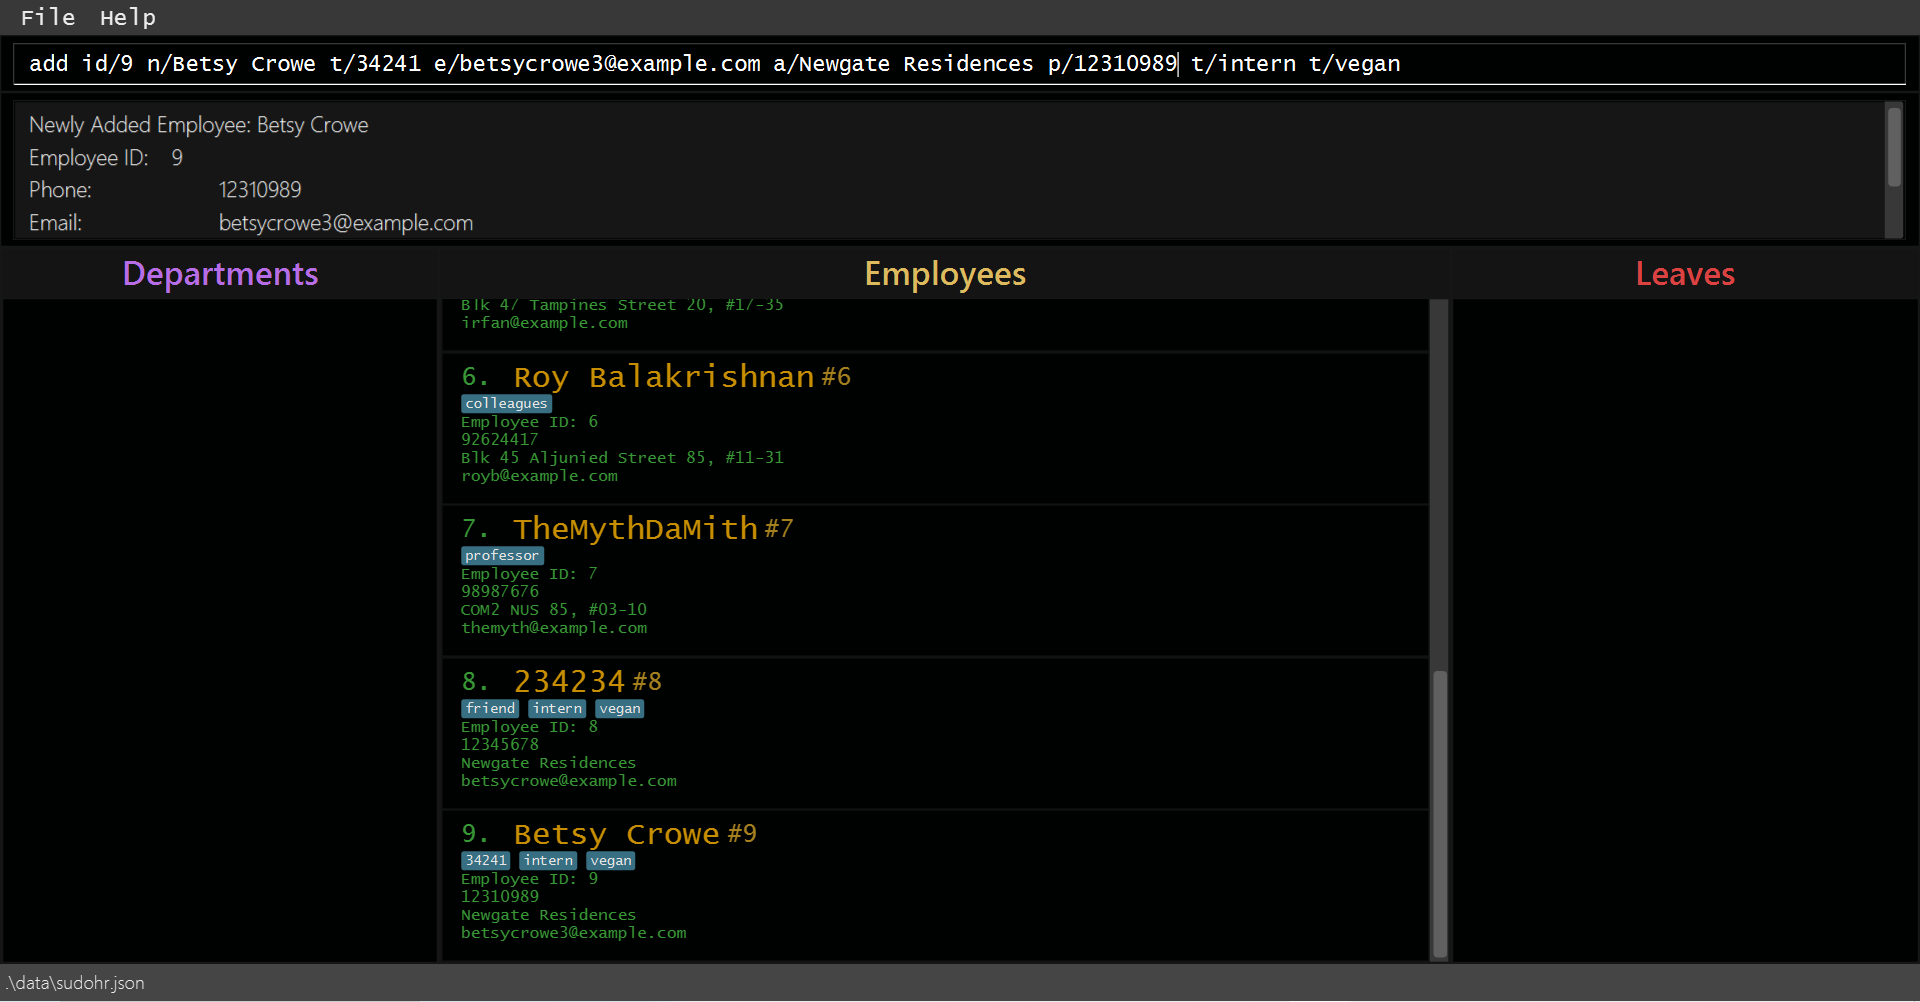 File Help
add id/9 n/Betsy Crowe t/34241 e/betsycrowe3@example.com a/Newgate Residences p/12310989 t/intern t/vegan
Newly Added Employee: Betsy Crowe
Employee ID: 9
Phone: 12310989
Email: betsycrowe3@example.com
Departments Employees Leaves
Blk 47 Tampines Street 20, #17-35
irfan@example.com
6. Roy Balakrishnan #6
colleagues
Employee ID: 6
92624417
Blk 45 Aljunied Street 85, #11-31
royb@example.com
7. TheMythDaMith #7
professor
Employee ID: 7
98987676
COM2 NUS 85, #03-10
themyth@example.com
8. 234234 #8
friend intern vegan
Employee ID: 8
12345678
Newgate Residences
betsycrowe@example.com
9. Betsy Crowe #9
34241 intern vegan
Employee ID: 9
12310989
Newgate Residences
betsycrowe3@example.com
.\data\sudohr.json